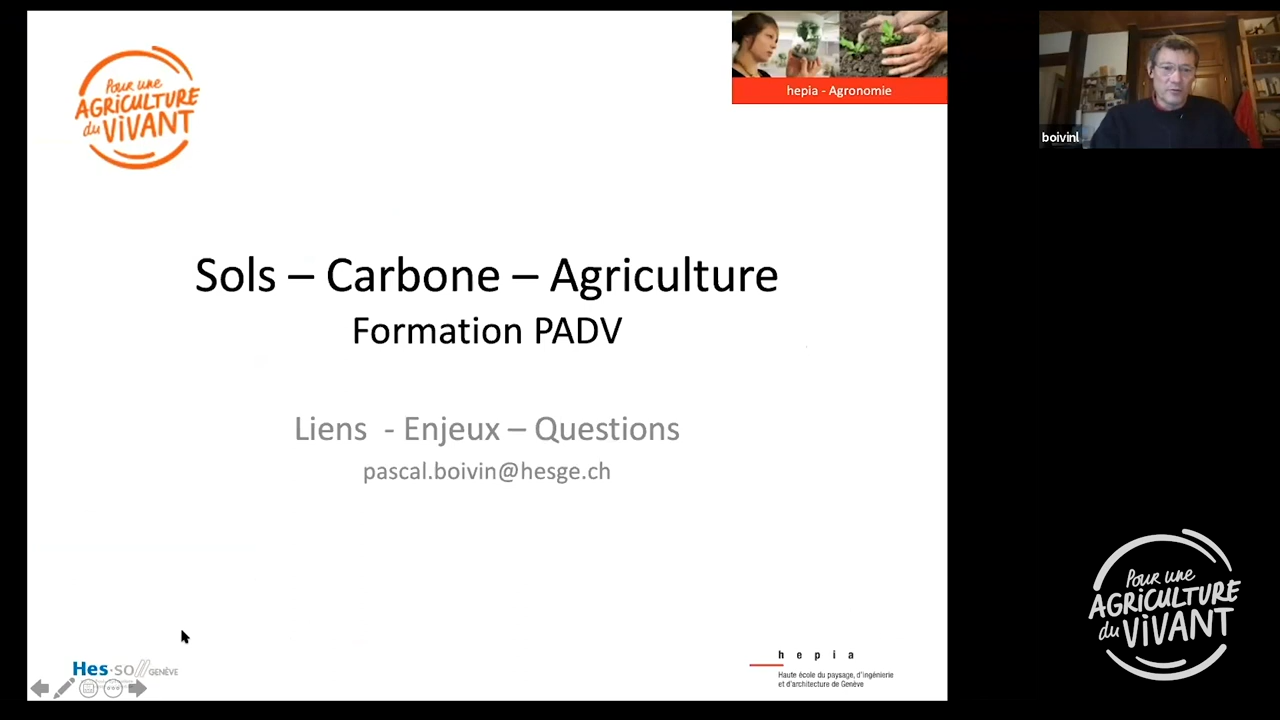 Pour une
AGRICULTURE
du VIVANT
hepia - Agronomie
boivinl
Sols – Carbone – Agriculture
Formation PADV
Liens - Enjeux – Questions
pascal.boivin@hesge.ch
Pour une
AGRICULTURE
du VIVANT
Hes·so GENÈVE
h e p i a
Haute école du paysage, d'ingénierie
et d'architecture de Genève